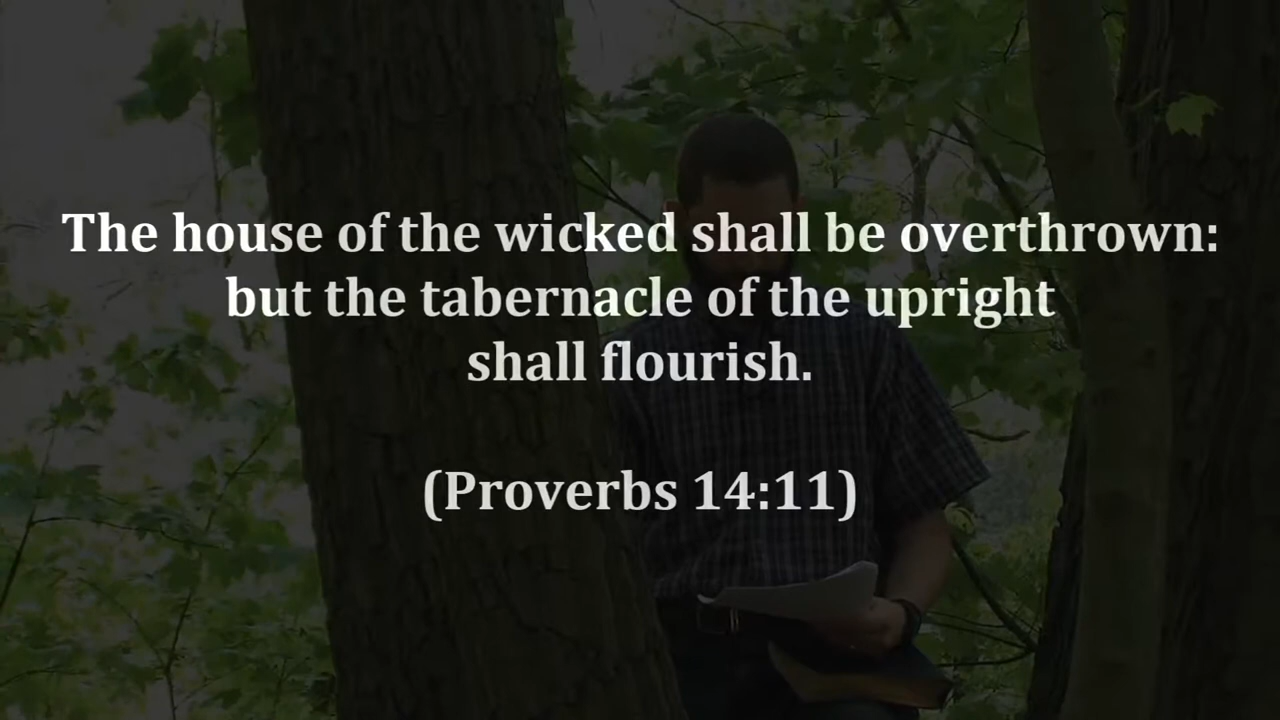 The house of the wicked shall be overthrown:
but the tabernacle of the upright
shall flourish.
(Proverbs 14:11)